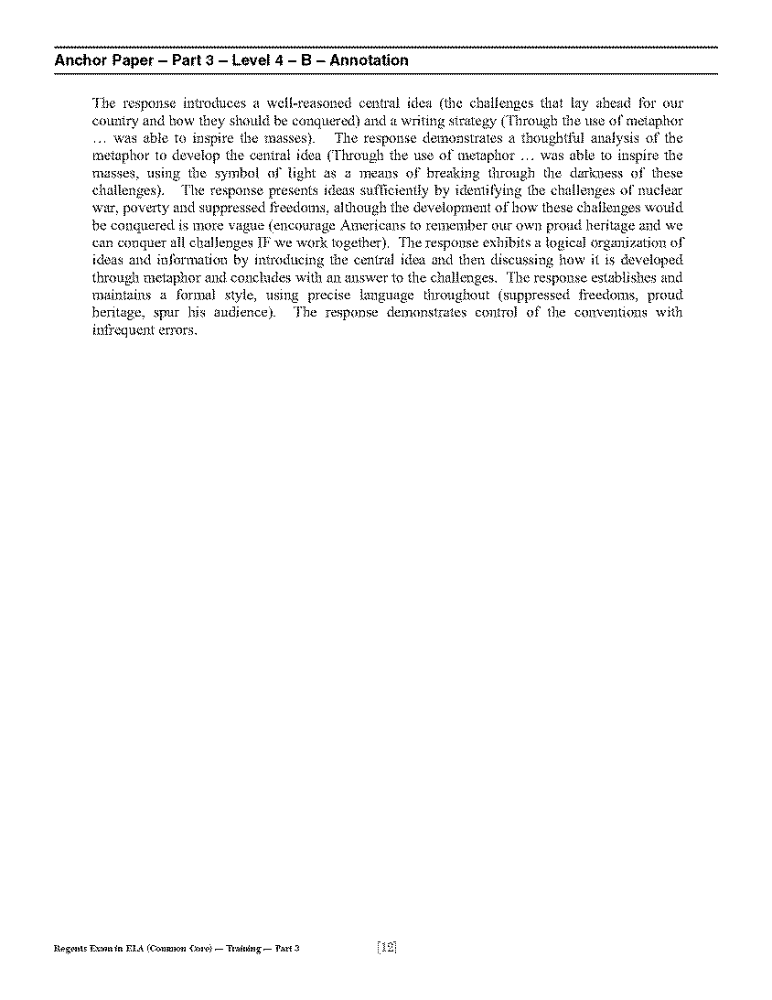 Anchor Paper – Part 3 – Level 4 – B – Annotation
The response introduces a well-reasoned central idea (the challenges that lay ahead for our
country and how they should be conquered) and a writing strategy (Through the use of metaphor
… was able to inspire the masses). The response demonstrates a thoughtful analysis of the
metaphor to develop the central idea (Through the use of metaphor … was able to inspire the
masses, using the symbol of light as a means of breaking through the darkness of these
challenges). The response presents ideas sufficiently by identifying the challenges of nuclear
war, poverty and suppressed freedoms, although the development of how these challenges would
be conquered is more vague (encourage Americans to remember our own proud heritage and we
can conquer all challenges IF we work together). The response exhibits a logical organization of
ideas and information by introducing the central idea and then discussing how it is developed
through metaphor and concludes with an answer to the challenges. The response establishes and
maintains a formal style, using precise language throughout (suppressed freedoms, proud
heritage, spur his audience). The response demonstrates control of the conventions with
infrequent errors.
Regents Exam in ELA (Common Core) — Training — Part 3 [12]